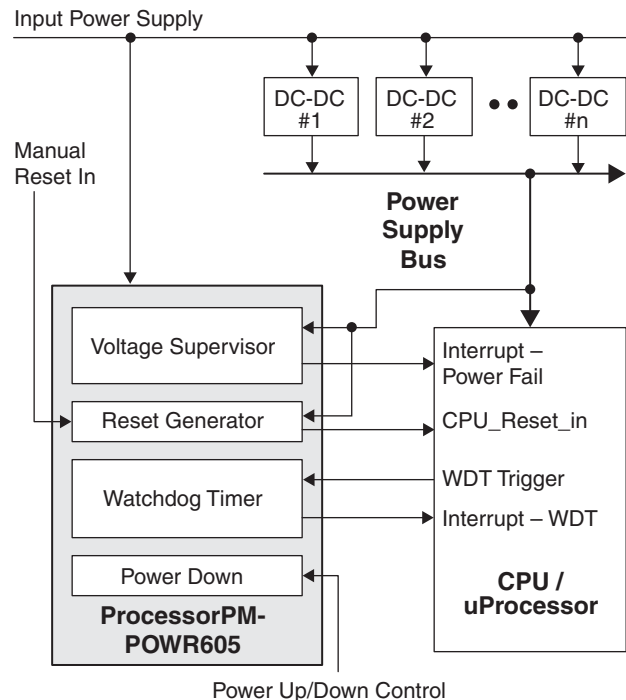 Input Power Supply
DC-DC
#1
DC-DC
#2
DC-DC
#n
Manual
Reset In
Power
Supply
Bus
Voltage Supervisor
Interrupt –
Power Fail
Reset Generator
CPU_Reset_in
Watchdog Timer
WDT Trigger
Interrupt – WDT
Power Down
CPU /
uProcessor
ProcessorPM-
POWR605
Power Up/Down Control